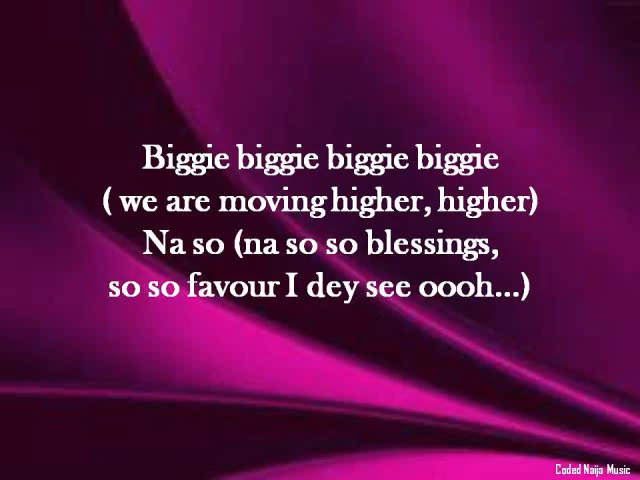 Biggie biggie biggie biggie
( we are moving higher, higher)
Na so (na so so blessings,
so so favour I dey see oooh...)
Coded Naija Music